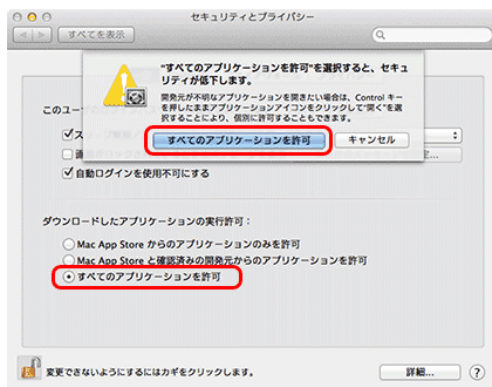 セキュリティとプライバシー
すべてを表示
"すべてのアプリケーションを許可"を選択すると、セキュ
リティが低下します。
開発元が不明なアプリケーションを開きたい場合は、Control キー
を押したままアプリケーションアイコンをクリックして"開く"を選
択することにより、個別に許可することもできます。
すべてのアプリケーションを許可
キャンセル
このユー
自動ログインを使用不可にする
ダウンロードしたアプリケーションの実行許可：
Mac App Store からのアプリケーションのみを許可
Mac App Store と確認済みの開発元からのアプリケーションを許可
すべてのアプリケーションを許可
変更できないようにするにはカギをクリックします。
詳細...
?